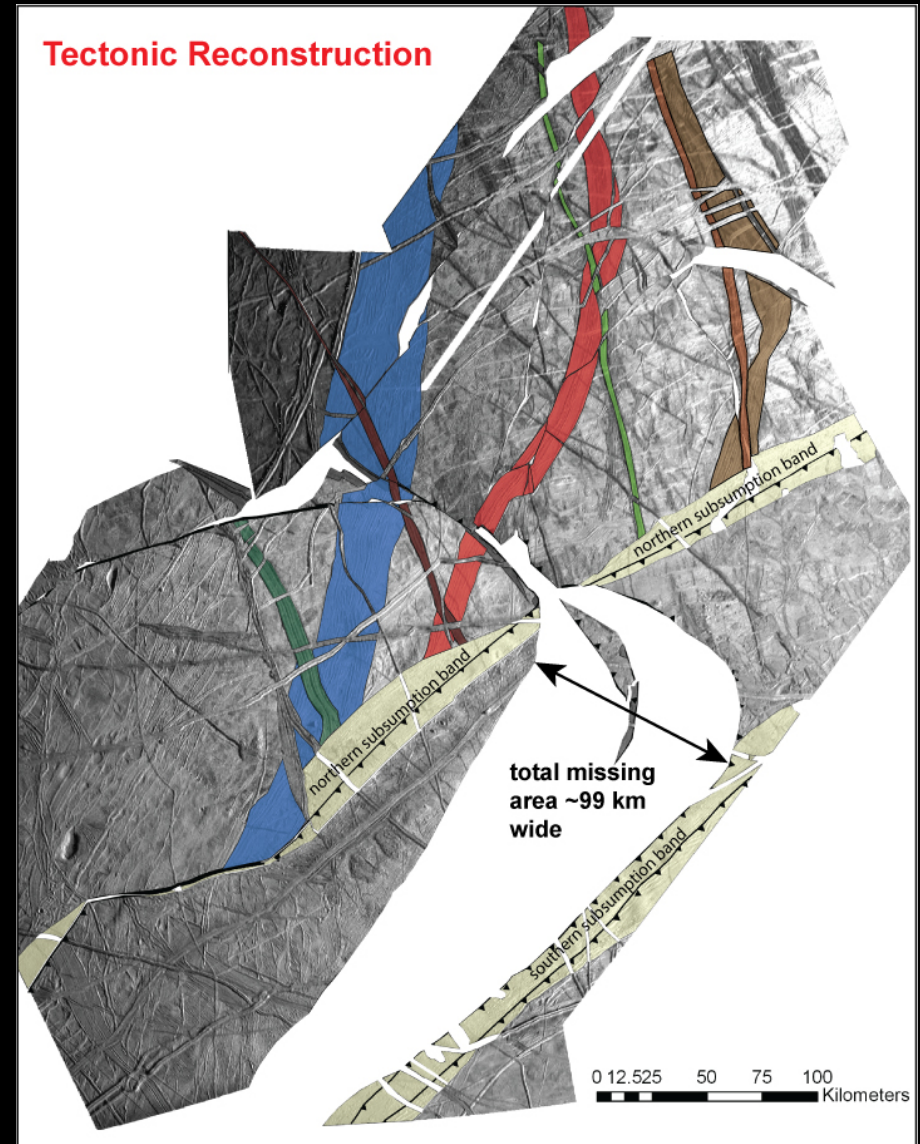 Tectonic Reconstruction
northern subsumption band
northern subsumption band
total missing
area ~99 km
wide
southern subsumption band
0 12.525 50 75 100
Kilometers